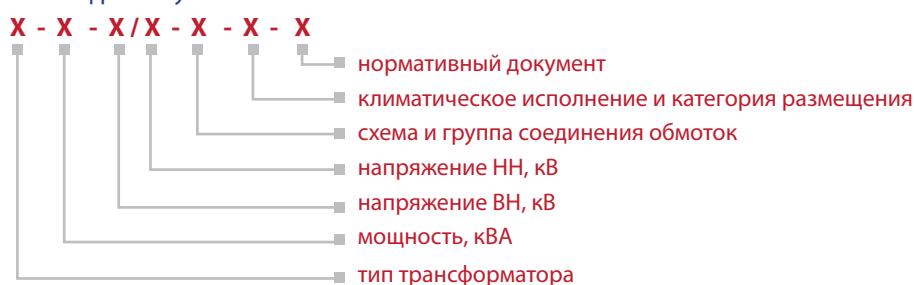 X - X - X / X - X - X - X
нормативный документ
климатическое исполнение и категория размещения
схема и группа соединения обмоток
напряжение НН, кВ
напряжение ВН, кВ
мощность, кВА
тип трансформатора